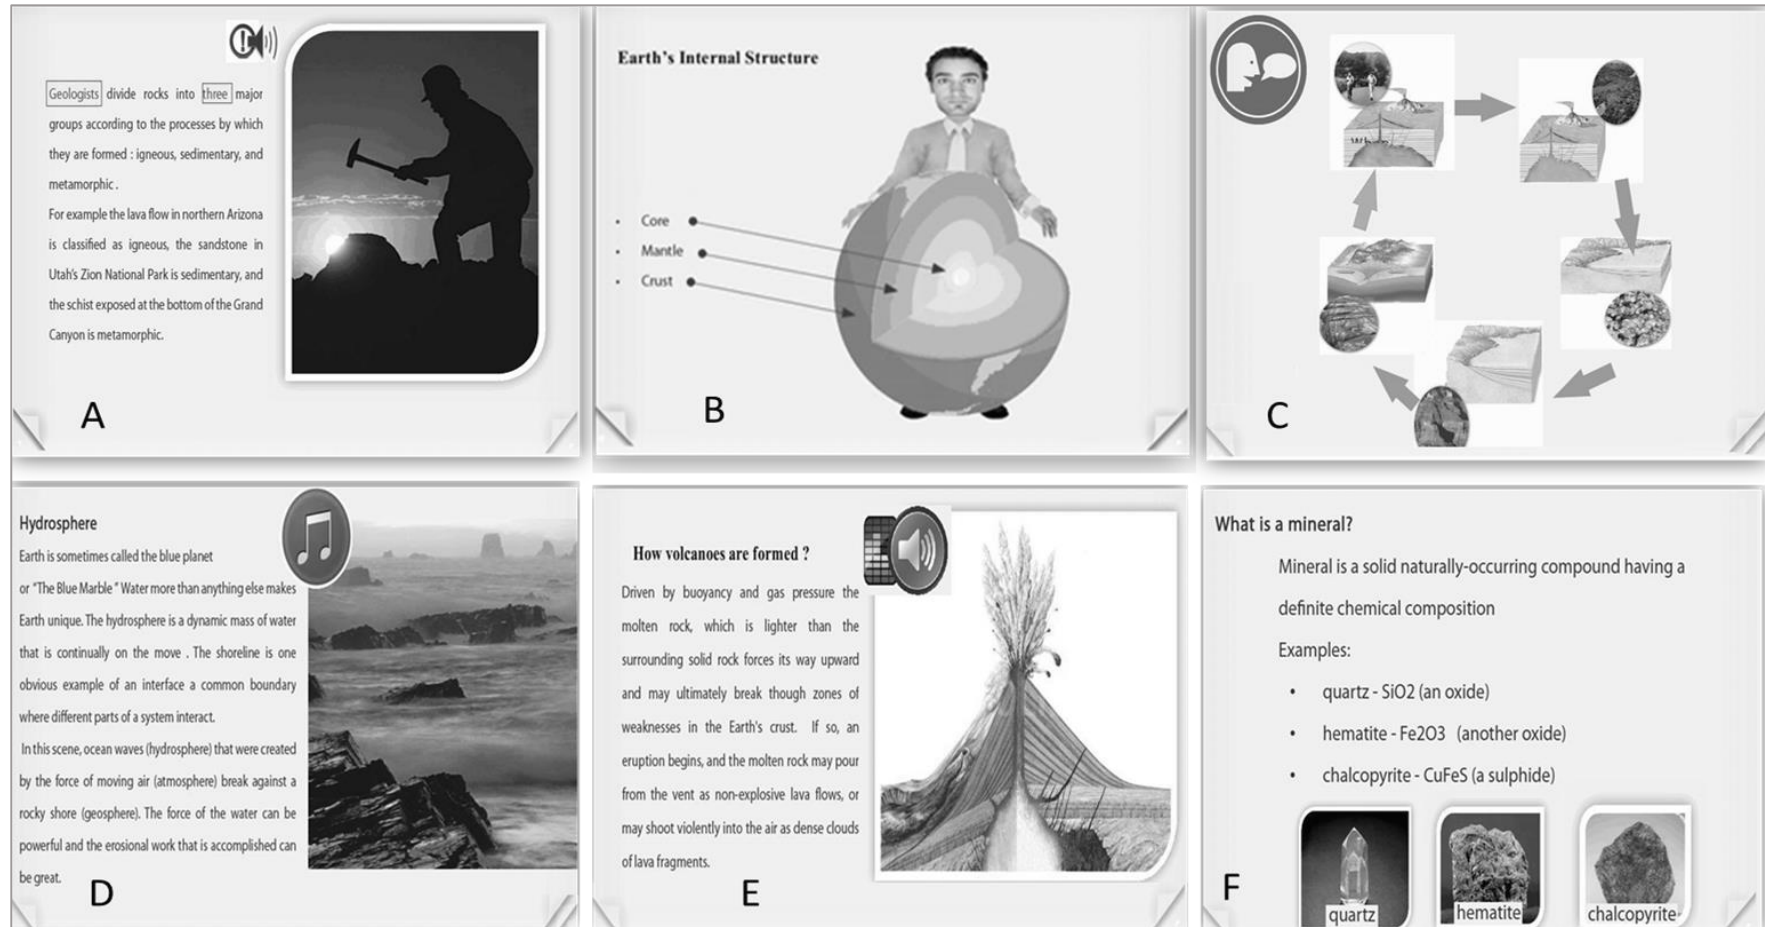 Geologists divide rocks into three major
groups according to the processes by which
they are formed : igneous, sedimentary, and
metamorphic .
For example the lava flow in northern Arizona
is classified as igneous, the sandstone in
Utah's Zion National Park is sedimentary, and
the schist exposed at the bottom of the Grand
Canyon is metamorphic.
A
Earth's Internal Structure
• Core
• Mantle
• Crust
B
C
Hydrosphere
Earth is sometimes called the blue planet
or “The Blue Marble ” Water more than anything else makes
Earth unique. The hydrosphere is a dynamic mass of water
that is continually on the move . The shoreline is one
obvious example of an interface a common boundary
where different parts of a system interact.
In this scene, ocean waves (hydrosphere) that were created
by the force of moving air (atmosphere) break against a
rocky shore (geosphere). The force of the water can be
powerful and the erosional work that is accomplished can
be great.
D
How volcanoes are formed ?
Driven by buoyancy and gas pressure the
molten rock, which is lighter than the
surrounding solid rock forces its way upward
and may ultimately break though zones of
weaknesses in the Earth's crust. If so, an
eruption begins, and the molten rock may pour
from the vent as non-explosive lava flows, or
may shoot violently into the air as dense clouds
of lava fragments.
E
What is a mineral?
Mineral is a solid naturally-occurring compound having a
definite chemical composition
Examples:
• quartz - SiO2 (an oxide)
• hematite - Fe2O3 (another oxide)
• chalcopyrite - CuFeS (a sulphide)
quartz
hematite
chalcopyrite
F